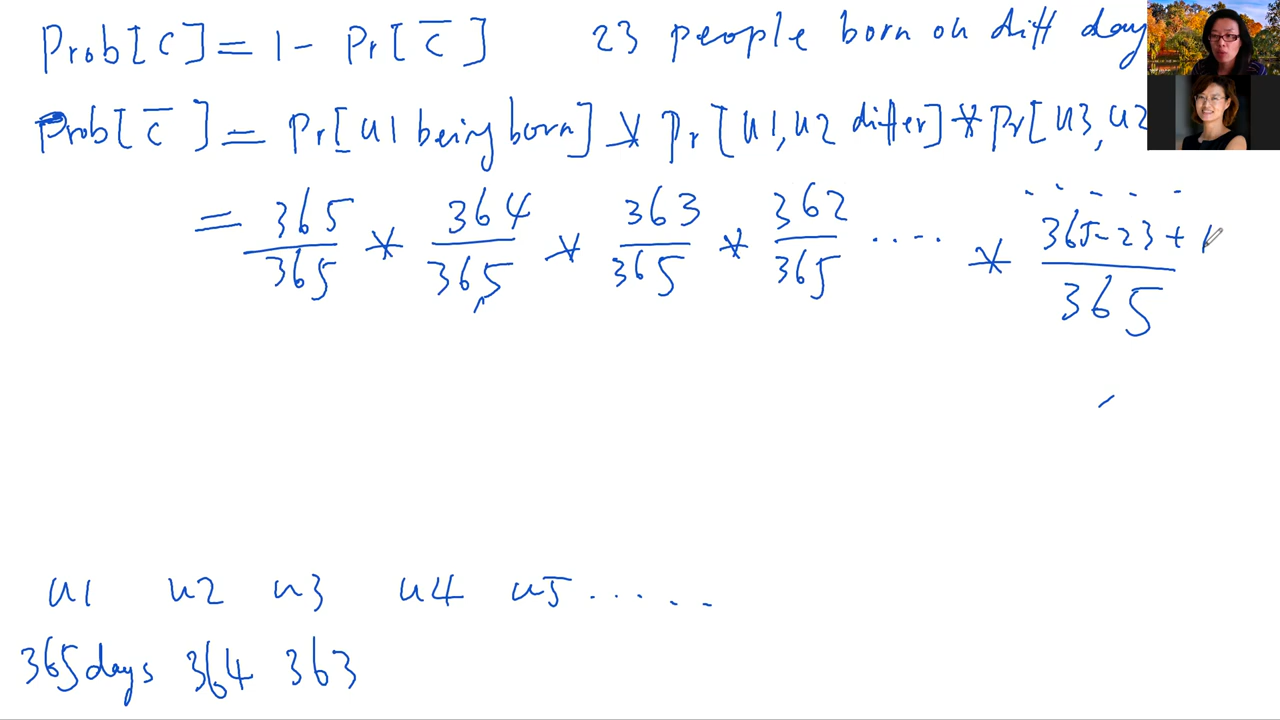 Prob[C] = 1 - Pr[C̅] 23 people born on diff day
Prob[C̅] = Pr[u1 being born] * Pr[u1,u2 differ] * Pr[u3,u2
= 365/365 * 364/365 * 363/365 * 362/365 .... * 365-23+1/365
u1 u2 u3 u4 u5 ......
365days 364 363